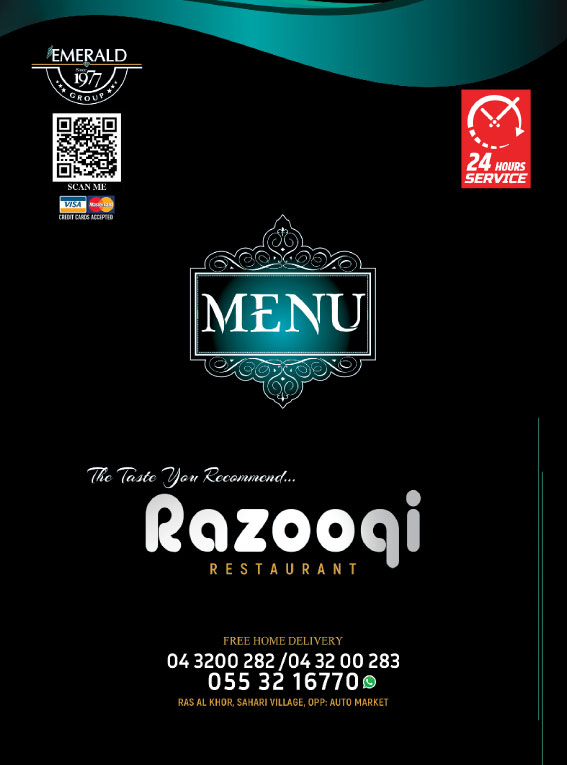 EMERALD
Since
1977
GROUP
SCAN ME
VISA MasterCard
CREDIT CARDS ACCEPTED
24 HOURS
SERVICE
MENU
The Taste You Recommend...
Razooqi
RESTAURANT
FREE HOME DELIVERY
04 3200 282 /04 32 00 283
055 32 16770
RAS AL KHOR, SAHARI VILLAGE, OPP: AUTO MARKET